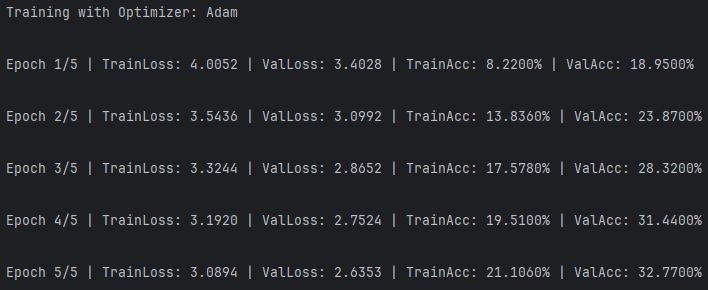 Training with Optimizer: Adam
Epoch 1/5 | TrainLoss: 4.0052 | ValLoss: 3.4028 | TrainAcc: 8.2200% | ValAcc: 18.9500%
Epoch 2/5 | TrainLoss: 3.5436 | ValLoss: 3.0992 | TrainAcc: 13.8360% | ValAcc: 23.8700%
Epoch 3/5 | TrainLoss: 3.3244 | ValLoss: 2.8652 | TrainAcc: 17.5780% | ValAcc: 28.3200%
Epoch 4/5 | TrainLoss: 3.1920 | ValLoss: 2.7524 | TrainAcc: 19.5100% | ValAcc: 31.4400%
Epoch 5/5 | TrainLoss: 3.0894 | ValLoss: 2.6353 | TrainAcc: 21.1060% | ValAcc: 32.7700%